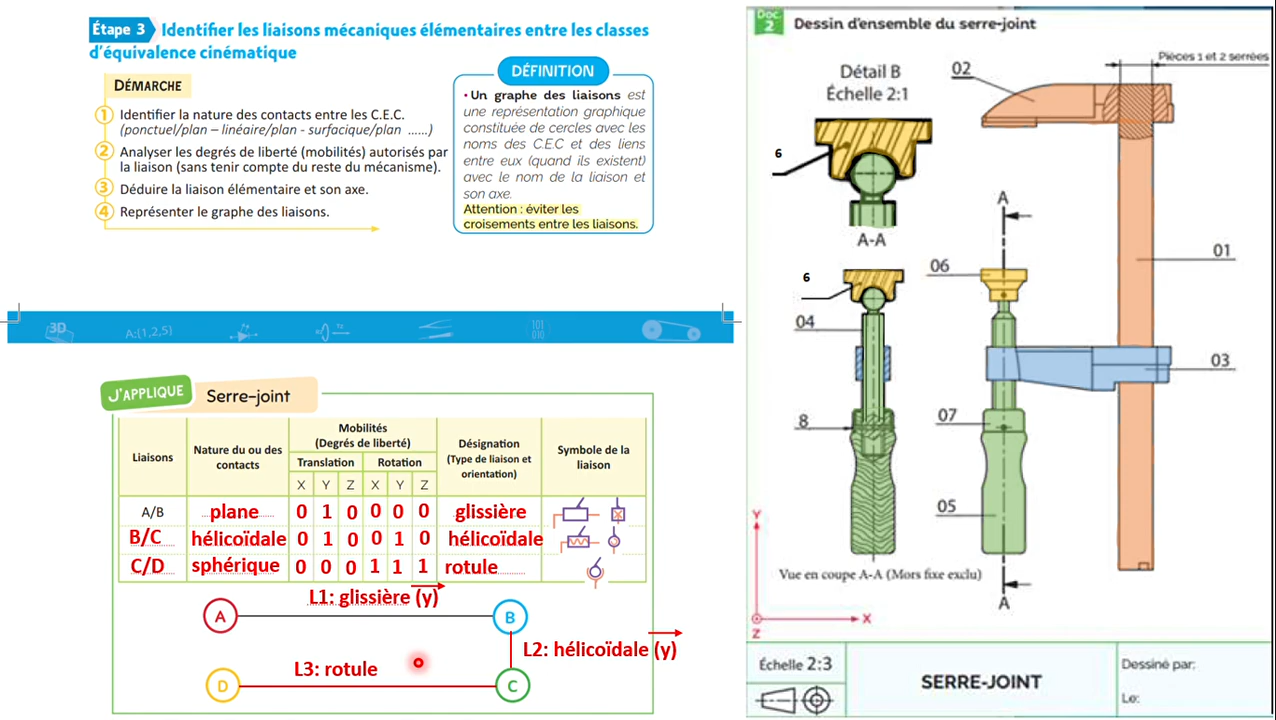 Étape 3 Identifier les liaisons mécaniques élémentaires entre les classes
d'équivalence cinématique
DÉMARCHE
1 Identifier la nature des contacts entre les C.E.C.
(ponctuel/plan – linéaire/plan - surfacique/plan ......)
2 Analyser les degrés de liberté (mobilités) autorisés par
la liaison (sans tenir compte du reste du mécanisme).
3 Déduire la liaison élémentaire et son axe.
4 Représenter le graphe des liaisons.
DÉFINITION
• Un graphe des liaisons est
une représentation graphique
constituée de cercles avec les
noms des C.E.C et des liens
entre eux (quand ils existent)
avec le nom de la liaison et
son axe.
Attention : éviter les
croisements entre les liaisons.
3D
A:(1,2,5)
101
010
J'APPLIQUE
Serre-joint
Liaisons
Nature du ou des
contacts
Mobilités
(Degrés de liberté)
Translation Rotation
X Y Z X Y Z
Désignation
(Type de liaison et
orientation)
Symbole de la
liaison
A/B plane 0 1 0 0 0 0 glissière
B/C hélicoïdale 0 1 0 0 1 0 hélicoïdale
C/D sphérique 0 0 0 1 1 1 rotule
L1: glissière (y)
A B
L2: hélicoïdale (y)
L3: rotule
D C
Doc.
2
Dessin d'ensemble du serre-joint
Pièces 1 et 2 serrées
02
Détail B
Échelle 2:1
6
A-A
A
01
06
6
04
03
07
8
05
Y
X
Z
Vue en coupe A-A (Mors fixe exclu)
A
Échelle 2:3
SERRE-JOINT
Dessiné par:
Le: